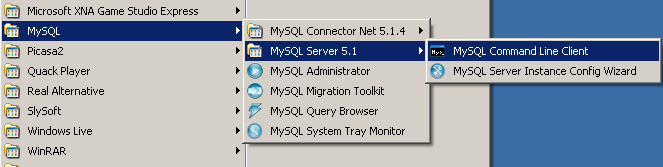 Microsoft XNA Game Studio Express
MySQL
Picasa2
Quack Player
Real Alternative
SlySoft
Windows Live
WinRAR
MySQL Connector Net 5.1.4
MySQL Server 5.1
MySQL Administrator
MySQL Migration Toolkit
MySQL Query Browser
MySQL System Tray Monitor
MySQL Command Line Client
MySQL Server Instance Config Wizard